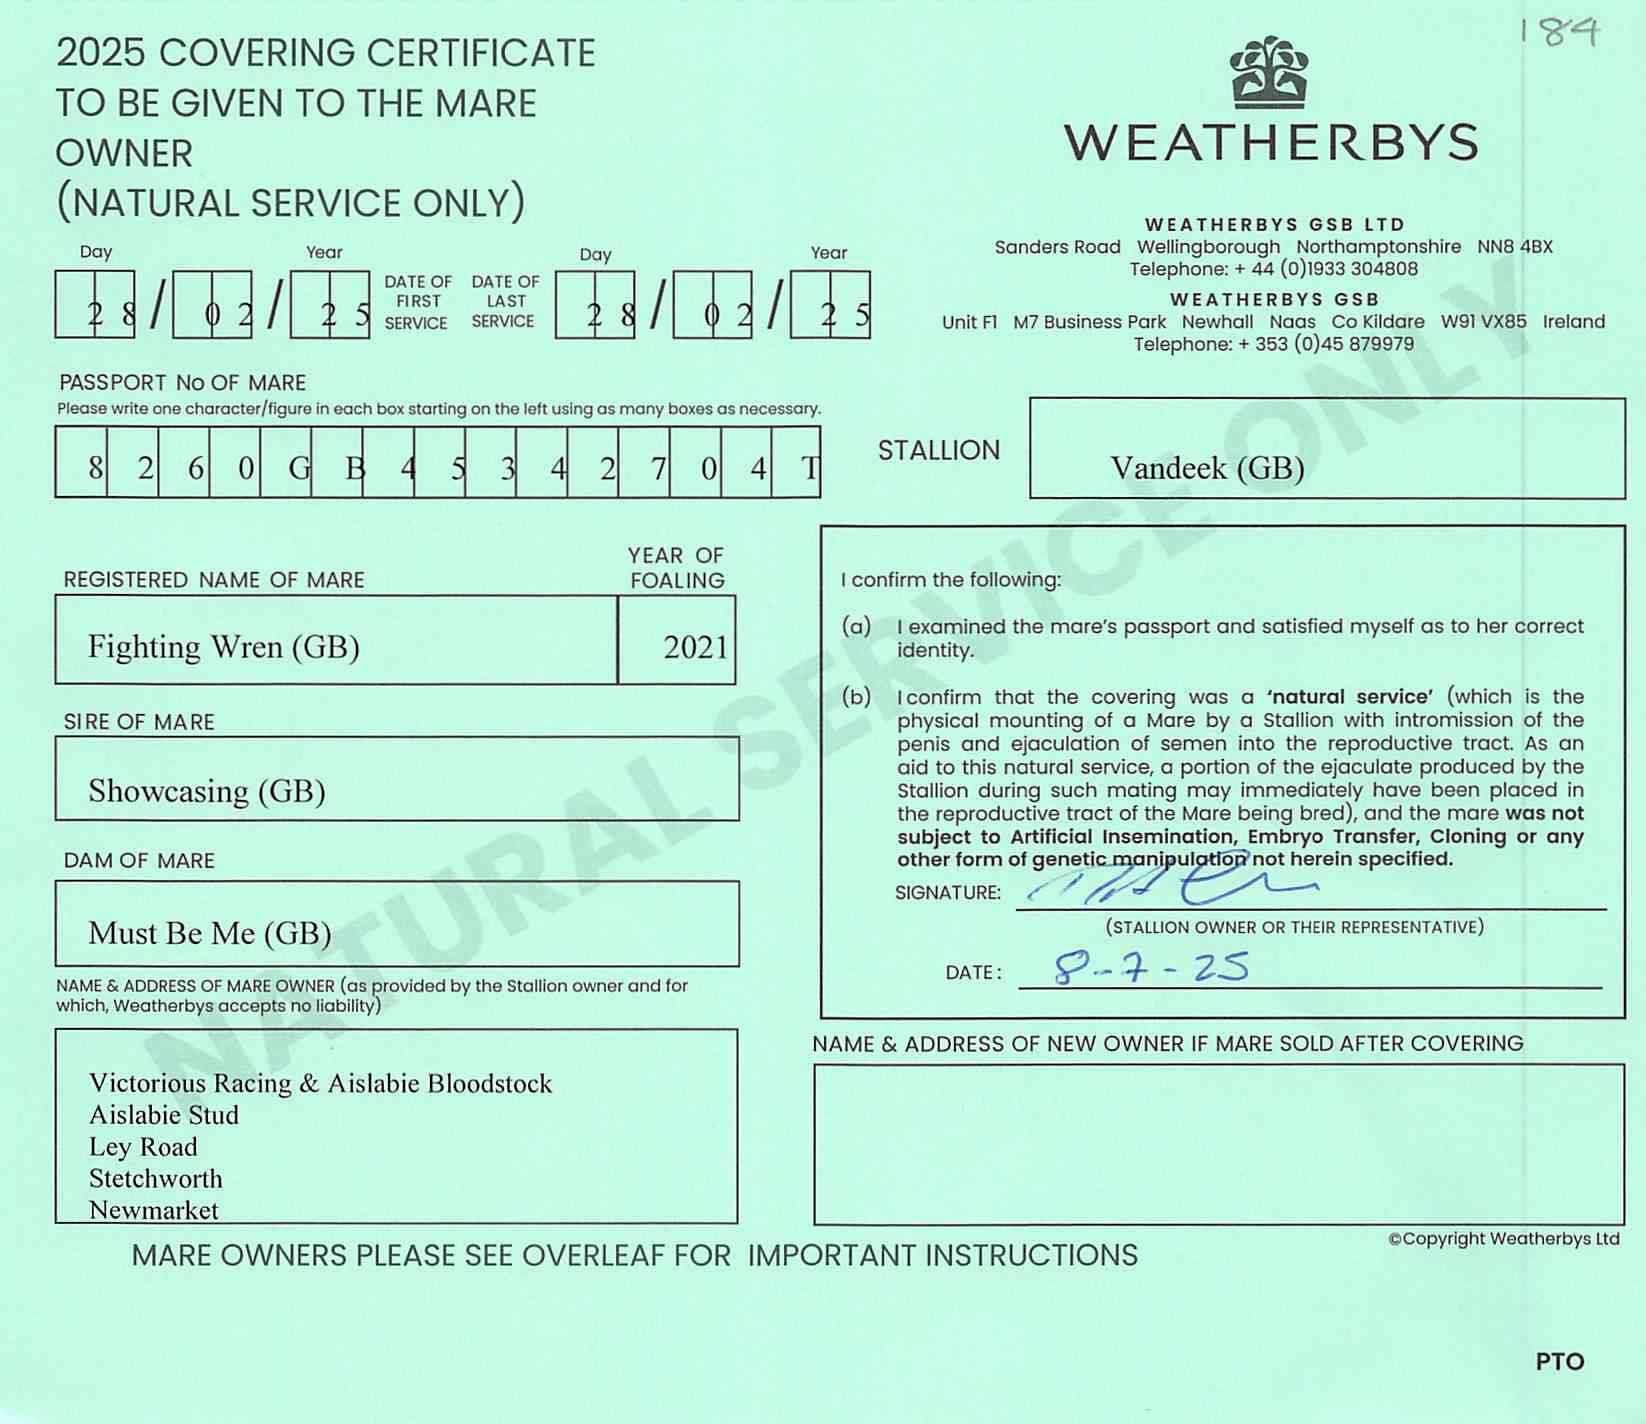 184
2025 COVERING CERTIFICATE
TO BE GIVEN TO THE MARE
OWNER
(NATURAL SERVICE ONLY)
WEATHERBYS
WEATHERBYS GSB LTD
Sanders Road Wellingborough Northamptonshire NN8 4BX
Telephone: + 44 (0)1933 304808
WEATHERBYS GSB
Unit F1 M7 Business Park Newhall Naas Co Kildare W91 VX85 Ireland
Telephone: + 353 (0)45 879979
Day Year Day Year
28/02/25 DATE OF FIRST SERVICE DATE OF LAST SERVICE 28/02/25
PASSPORT No OF MARE
Please write one character/figure in each box starting on the left using as many boxes as necessary.
8 2 6 0 G B 4 5 3 4 2 7 0 4 T
STALLION
Vandeek (GB)
REGISTERED NAME OF MARE
YEAR OF
FOALING
Fighting Wren (GB) 2021
SIRE OF MARE
Showcasing (GB)
DAM OF MARE
Must Be Me (GB)
NAME & ADDRESS OF MARE OWNER (as provided by the Stallion owner and for
which, Weatherbys accepts no liability)
Victorious Racing & Aislabie Bloodstock
Aislabie Stud
Ley Road
Stetchworth
Newmarket
I confirm the following:
(a) I examined the mare's passport and satisfied myself as to her correct
identity.
(b) I confirm that the covering was a 'natural service' (which is the
physical mounting of a Mare by a Stallion with intromission of the
penis and ejaculation of semen into the reproductive tract. As an
aid to this natural service, a portion of the ejaculate produced by the
Stallion during such mating may immediately have been placed in
the reproductive tract of the Mare being bred), and the mare was not
subject to Artificial Insemination, Embryo Transfer, Cloning or any
other form of genetic manipulation not herein specified.
SIGNATURE:
(STALLION OWNER OR THEIR REPRESENTATIVE)
DATE: 8-7-25
NAME & ADDRESS OF NEW OWNER IF MARE SOLD AFTER COVERING
©Copyright Weatherbys Ltd
MARE OWNERS PLEASE SEE OVERLEAF FOR IMPORTANT INSTRUCTIONS
PTO
NATURAL SERVICE ONLY